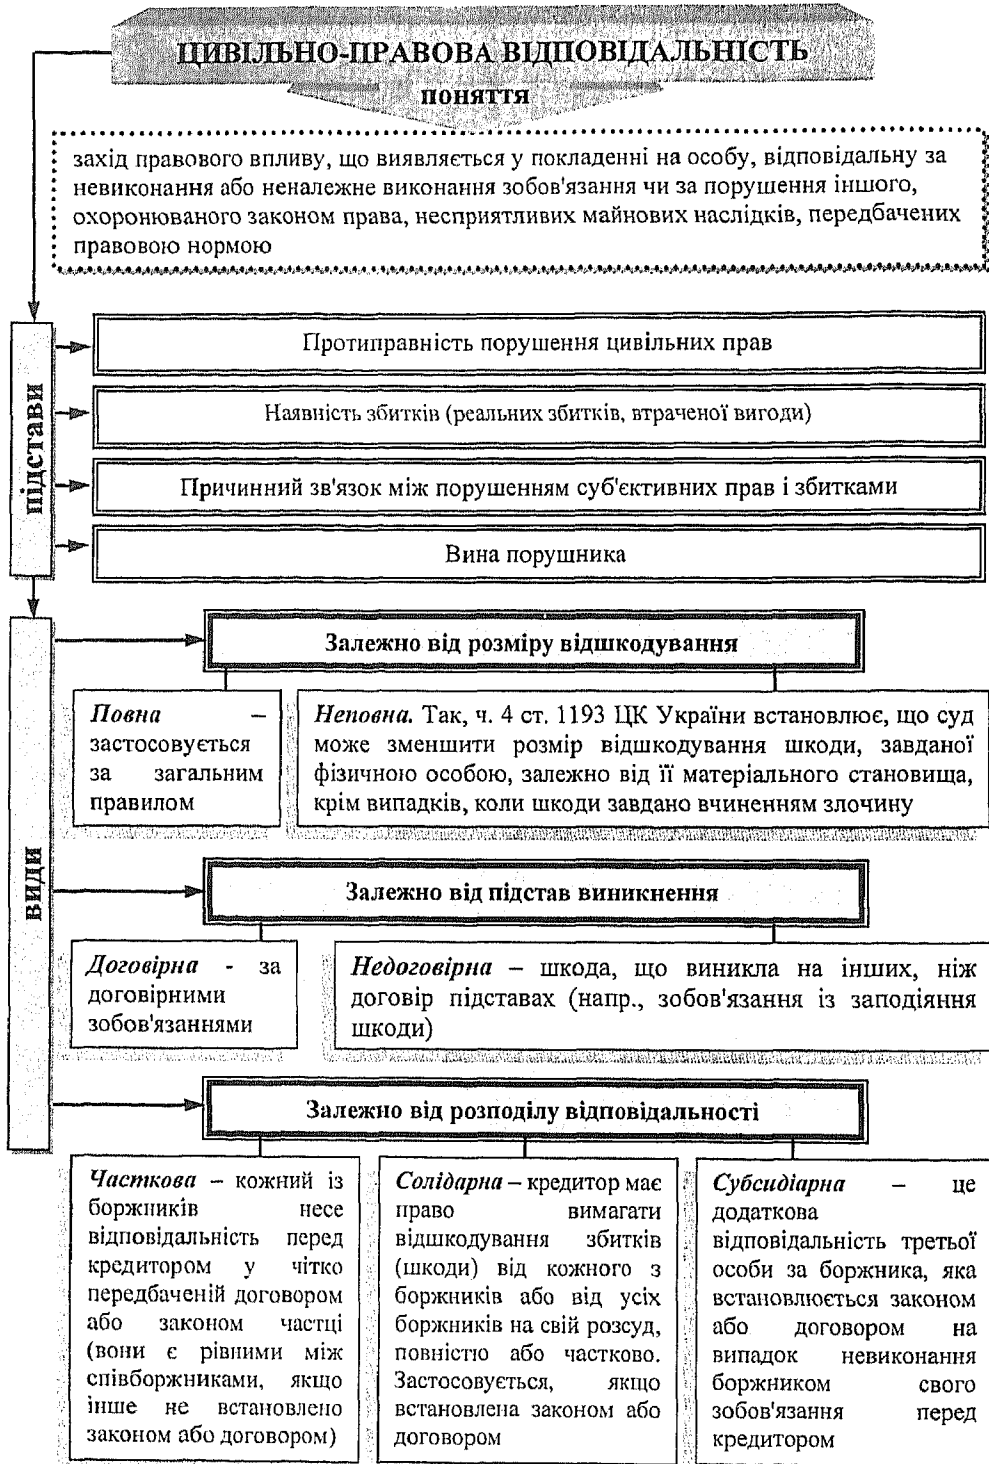 ЦИВІЛЬНО-ПРАВОВА ВІДПОВІДАЛЬНІСТЬ
поняття
захід правового впливу, що виявляється у покладенні на особу, відповідальну за
невиконання або неналежне виконання зобов'язання чи за порушення іншого,
охоронюваного законом права, несприятливих майнових наслідків, передбачених
правовою нормою
підстави
Протиправність порушення цивільних прав
Наявність збитків (реальних збитків, втраченої вигоди)
Причинний зв'язок між порушенням суб'єктивних прав і збитками
Вина порушника
види
Залежно від розміру відшкодування
Повна –
застосовується
за загальним
правилом
Неповна. Так, ч. 4 ст. 1193 ЦК України встановлює, що суд
може зменшити розмір відшкодування шкоди, завданої
фізичною особою, залежно від її матеріального становища,
крім випадків, коли шкоди завдано вчиненням злочину
Залежно від підстав виникнення
Договірна - за
договірними
зобов'язаннями
Недоговірна – шкода, що виникла на інших, ніж
договір підставах (напр., зобов'язання із заподіяння
шкоди)
Залежно від розподілу відповідальності
Часткова – кожний із
боржників несе
відповідальність перед
кредитором у чітко
передбаченій договором
або законом частці
(вони є рівними між
співборжниками, якщо
інше не встановлено
законом або договором)
Солідарна – кредитор має
право вимагати
відшкодування збитків
(шкоди) від кожного з
боржників або від усіх
боржників на свій розсуд,
повністю або частково.
Застосовується, якщо
встановлена законом або
договором
Субсидіарна – це
додаткова
відповідальність третьої
особи за боржника, яка
встановлюється законом
або договором на
випадок невиконання
боржником свого
зобов'язання перед
кредитором